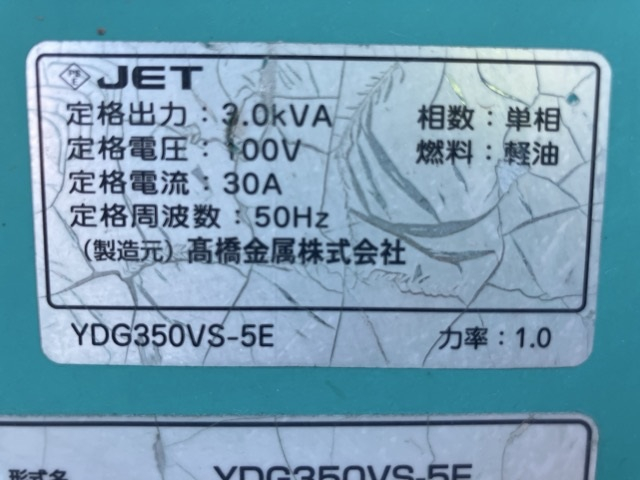 PSE JET
定格出力：3.0kVA 相数：単相
定格電圧： 00V 燃料：軽油
定格電流：30A
定格周波数：50Hz
（製造元）髙橋金属株式会社
YDG350VS-5E 力率：1.0
形式名 YDG350VS-5E